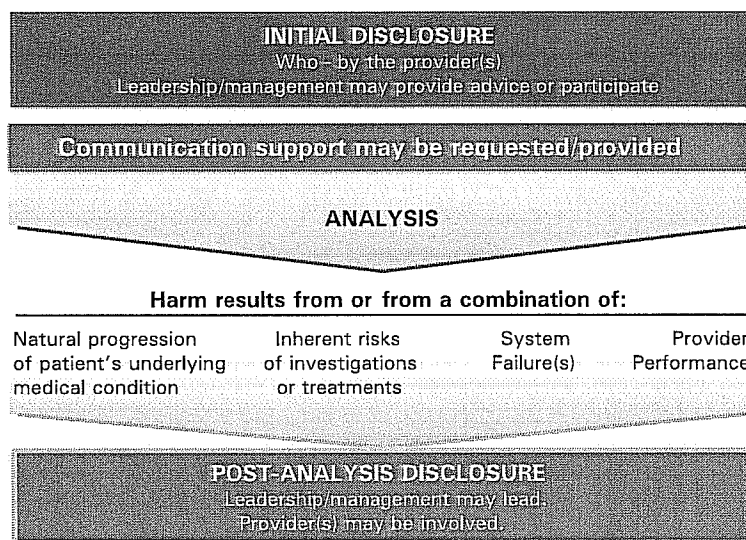 INITIAL DISCLOSURE
Who – by the provider(s)
Leadership/management may provide advice or participate
Communication support may be requested/provided
ANALYSIS
Harm results from or from a combination of:
Natural progression
of patient's underlying
medical condition
Inherent risks
of investigations
or treatments
System
Failure(s)
Provider
Performance
POST-ANALYSIS DISCLOSURE
Leadership/management may lead.
Provider(s) may be involved.